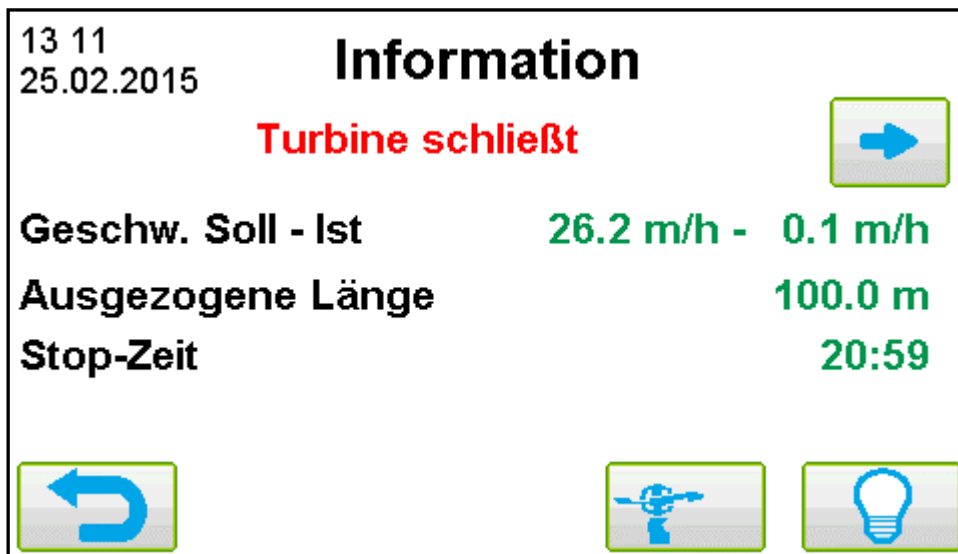 13 11
25.02.2015
Information
Turbine schließt
Geschw. Soll - Ist 26.2 m/h - 0.1 m/h
Ausgezogene Länge 100.0 m
Stop-Zeit 20:59